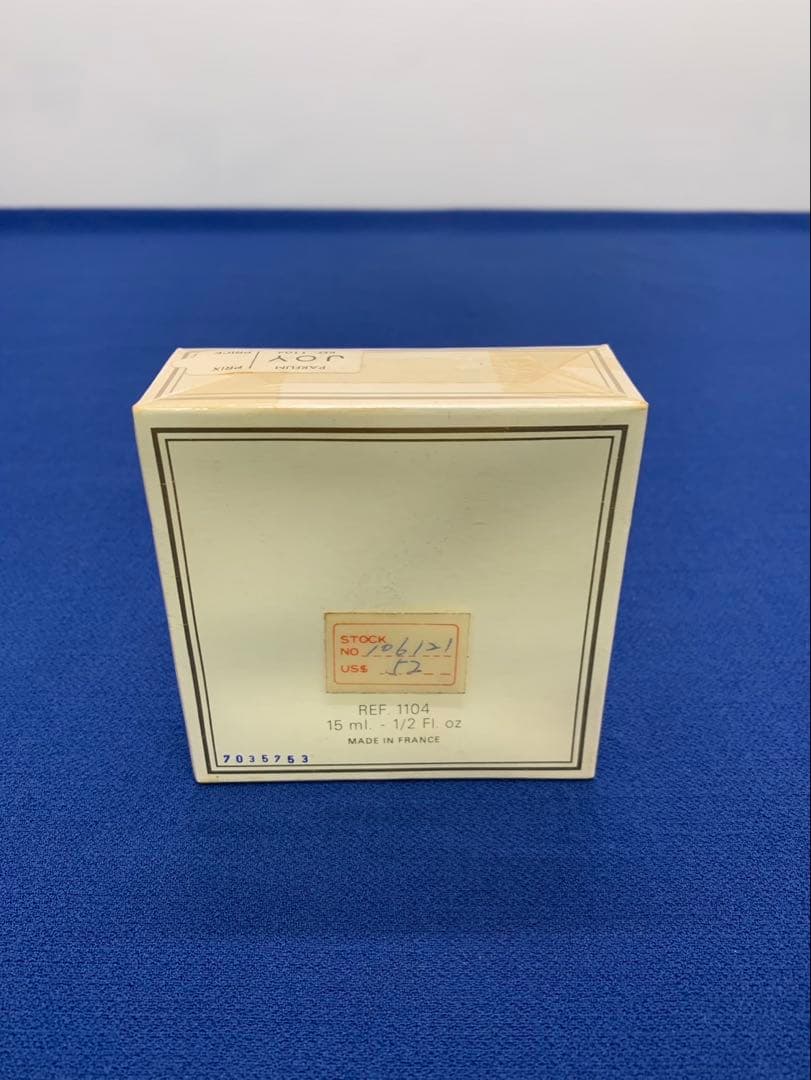 PARFUM PRIX
JOY
PRICE
STOCK
NO 106121
US$ 52
REF. 1104
15 ml. - 1/2 Fl. oz
MADE IN FRANCE
7035753